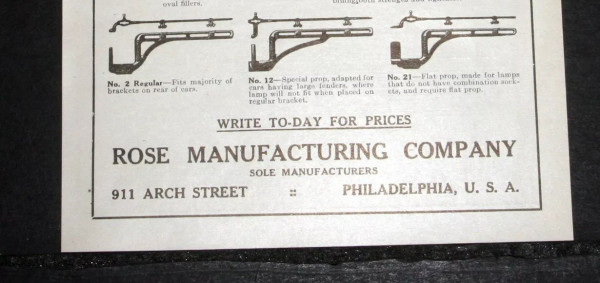 oval fillers.
No. 2 Regular—Fits majority of
brackets on rear of cars.
No. 12—Special prop, adapted for
cars having large fenders, where
lamp will not fit when placed on
regular bracket.
No. 21—Flat prop, made for lamps
that do not have combination sock-
ets, and require flat prop.
WRITE TO-DAY FOR PRICES
ROSE MANUFACTURING COMPANY
SOLE MANUFACTURERS
911 ARCH STREET :: PHILADELPHIA, U. S. A.